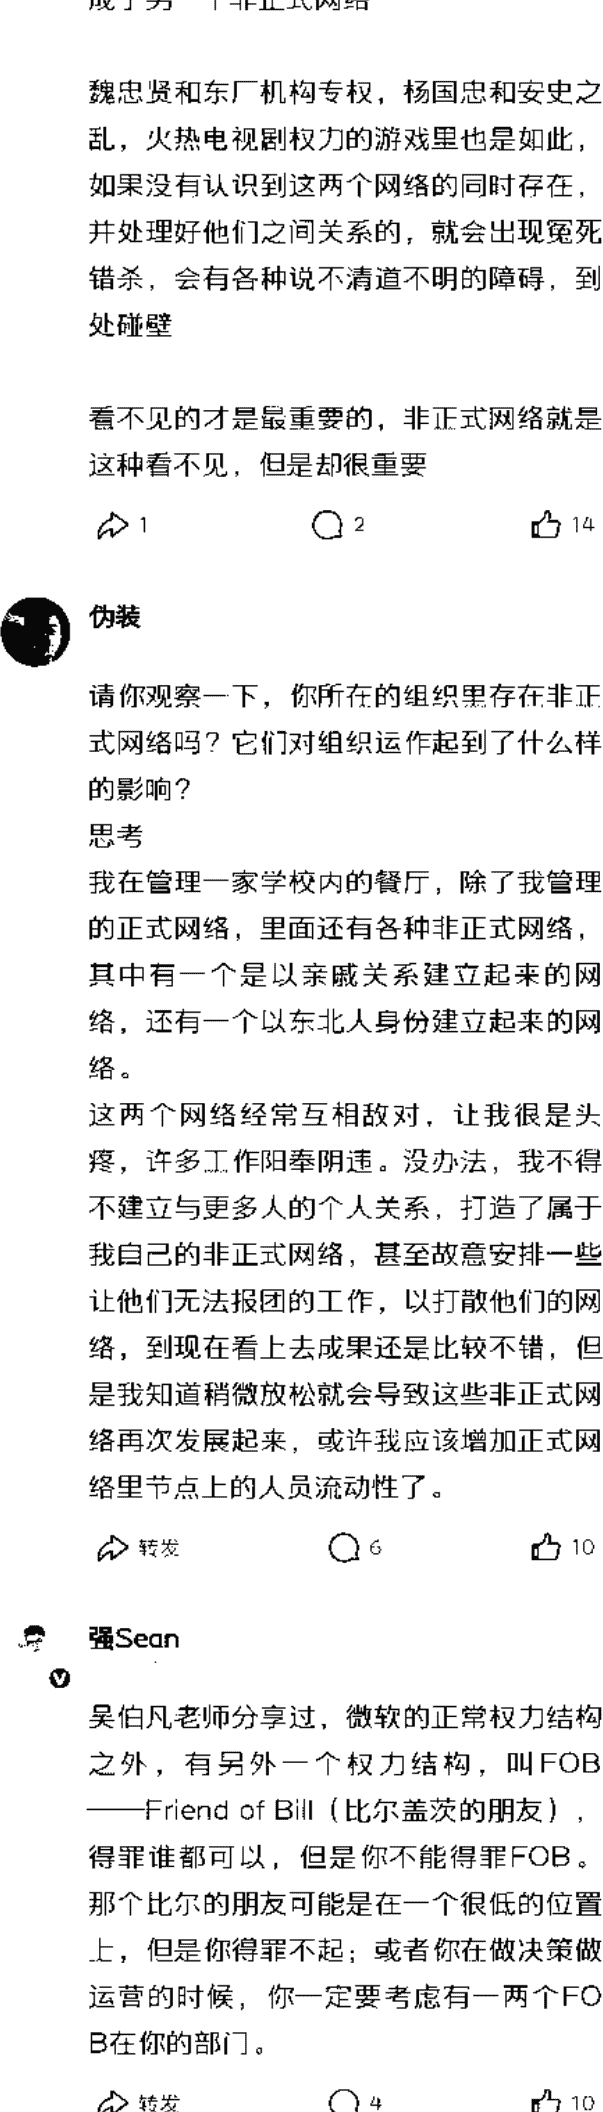 成了另一个非正式网络
魏忠贤和东厂机构专权，杨国忠和安史之
乱，火热电视剧权力的游戏里也是如此，
如果没有认识到这两个网络的同时存在，
并处理好他们之间关系的，就会出现冤死
错杀，会有各种说不清道不明的障碍，到
处碰壁
看不见的才是最重要的，非正式网络就是
这种看不见，但是却很重要
1 2 14
伪装
请你观察一下，你所在的组织里存在非正
式网络吗？它们对组织运作起到了什么样
的影响？
思考
我在管理一家学校内的餐厅，除了我管理
的正式网络，里面还有各种非正式网络，
其中有一个是以亲戚关系建立起来的网
络，还有一个以东北人身份建立起来的网
络。
这两个网络经常互相敌对，让我很是头
疼，许多工作阳奉阴违。没办法，我不得
不建立与更多人的个人关系，打造了属于
我自己的非正式网络，甚至故意安排一些
让他们无法报团的工作，以打散他们的网
络，到现在看上去成果还是比较不错，但
是我知道稍微放松就会导致这些非正式网
络再次发展起来，或许我应该增加正式网
络里节点上的人员流动性了。
转发 6 10
强Sean
V
吴伯凡老师分享过，微软的正常权力结构
之外，有另外一个权力结构，叫FOB
——Friend of Bill（比尔盖茨的朋友），
得罪谁都可以，但是你不能得罪FOB。
那个比尔的朋友可能是在一个很低的位置
上，但是你得罪不起；或者你在做决策做
运营的时候，你一定要考虑有一两个FO
B在你的部门。
转发 4 10